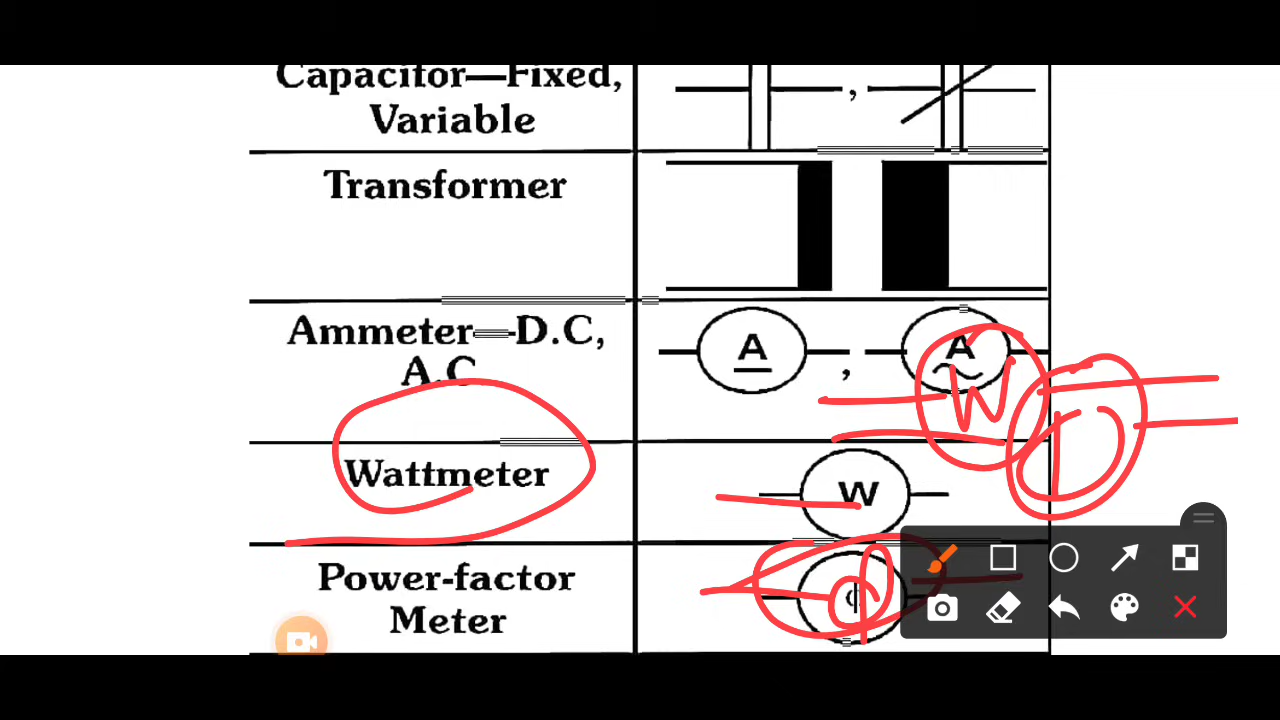 Capacitor—Fixed,
Variable
,
Transformer
Ammeter—D.C,
A.C
A , A
W
Wattmeter
W
Power-factor
Meter